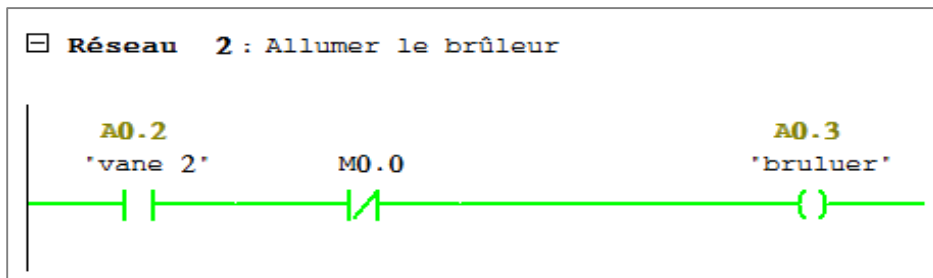 Réseau 2 : Allumer le brûleur
A0.2 A0.3
"vane 2" M0.0 "bruluer"